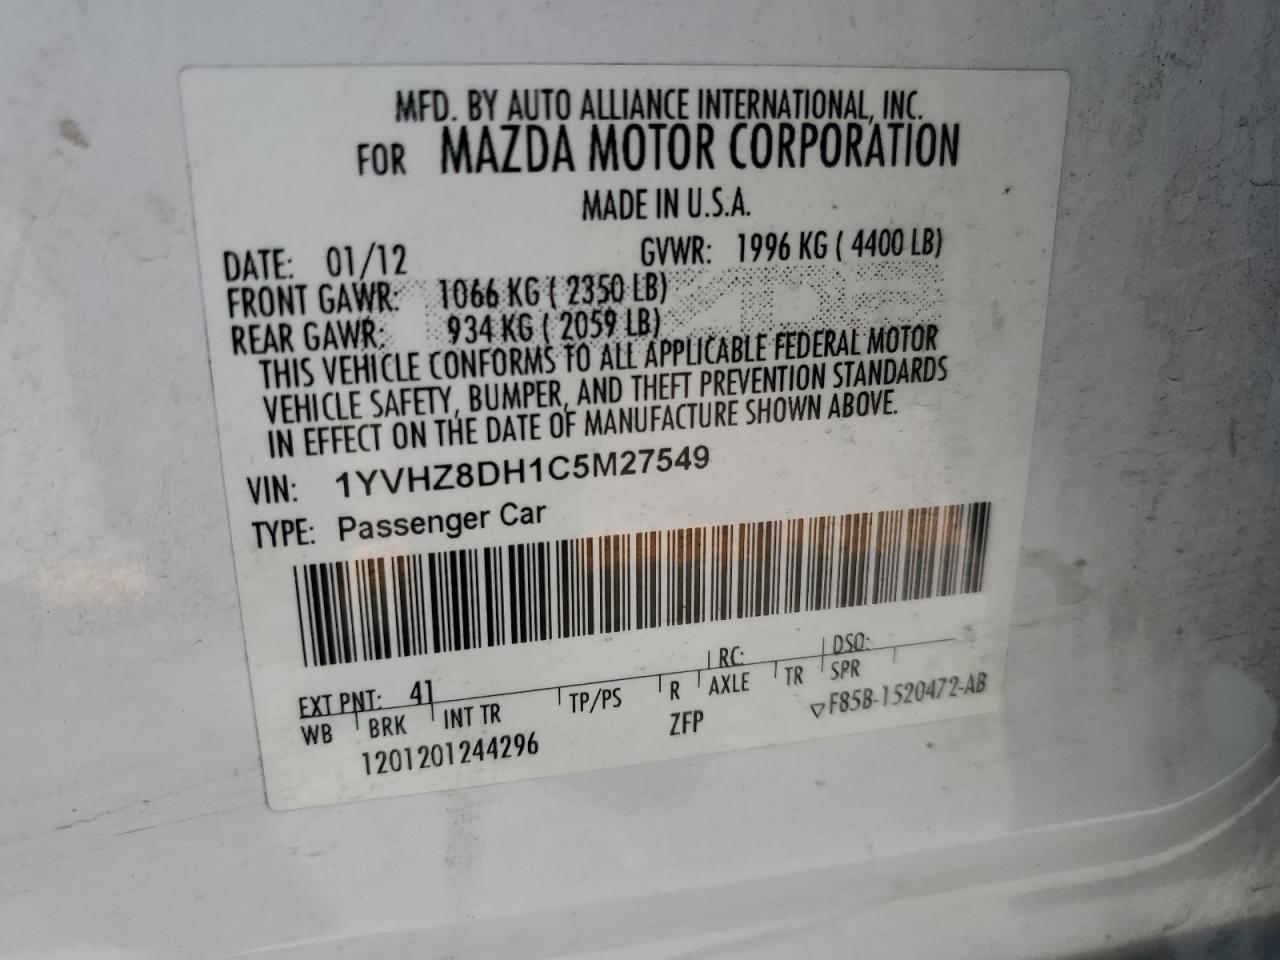 MFD. BY AUTO ALLIANCE INTERNATIONAL, INC.
FOR MAZDA MOTOR CORPORATION
MADE IN U.S.A.
DATE: 01/12 GVWR: 1996 KG ( 4400 LB)
FRONT GAWR: 1066 KG ( 2350 LB)
REAR GAWR: 934 KG ( 2059 LB)
THIS VEHICLE CONFORMS TO ALL APPLICABLE FEDERAL MOTOR
VEHICLE SAFETY, BUMPER, AND THEFT PREVENTION STANDARDS
IN EFFECT ON THE DATE OF MANUFACTURE SHOWN ABOVE.
VIN: 1YVHZ8DH1C5M27549
TYPE: Passenger Car
EXT PNT: 41 RC: DSO:
WB BRK INT TR TP/PS R AXLE TR SPR
1201201244296 ZFP ▽F85B-1520472-AB